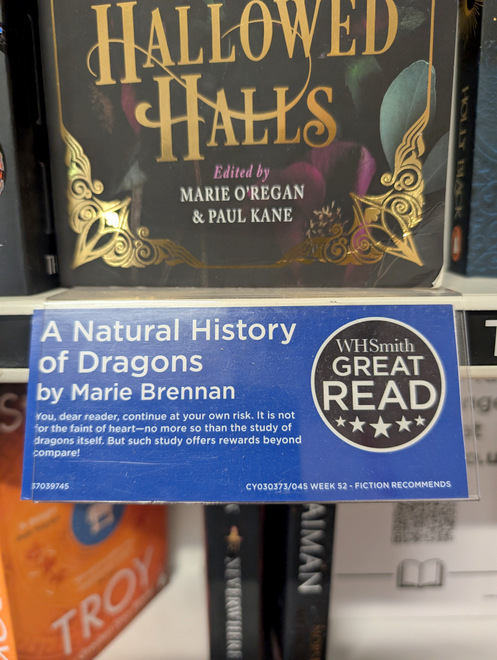 HALLOWED
HALLS
Edited by
MARIE O'REGAN
& PAUL KANE
HOLLY BLACK
A Natural History
of Dragons
by Marie Brennan
You, dear reader, continue at your own risk. It is not
for the faint of heart—no more so than the study of
dragons itself. But such study offers rewards beyond
compare!
WHSmith
GREAT
READ
37039745
CY030373/045 WEEK 52 - FICTION RECOMMENDS
TROY
NEVERWHERE
AIMAN